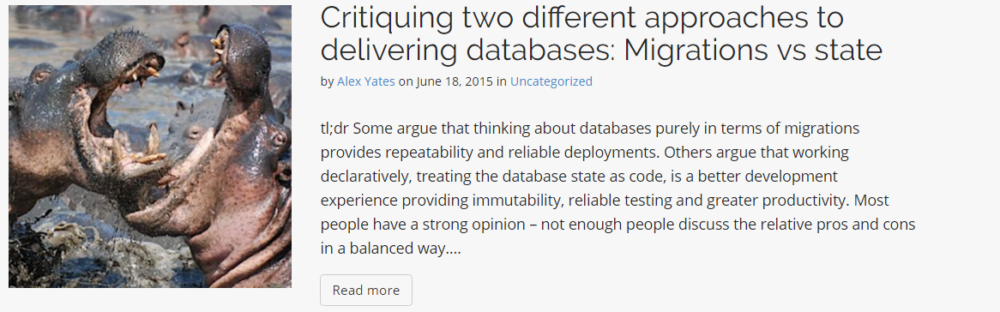 Critiquing two different approaches to
delivering databases: Migrations vs state
by Alex Yates on June 18, 2015 in Uncategorized
tl;dr Some argue that thinking about databases purely in terms of migrations
provides repeatability and reliable deployments. Others argue that working
declaratively, treating the database state as code, is a better development
experience providing immutability, reliable testing and greater productivity. Most
people have a strong opinion – not enough people discuss the relative pros and cons
in a balanced way....
Read more